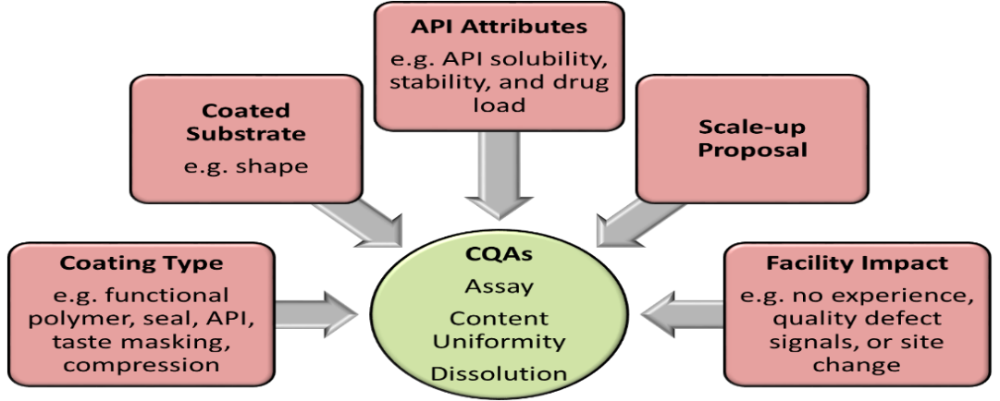 API Attributes
e.g. API solubility,
stability, and drug
load
Coated
Substrate
e.g. shape
Scale-up
Proposal
Coating Type
e.g. functional
polymer, seal, API,
taste masking,
compression
CQAs
Assay
Content
Uniformity
Dissolution
Facility Impact
e.g. no experience,
quality defect
signals, or site
change